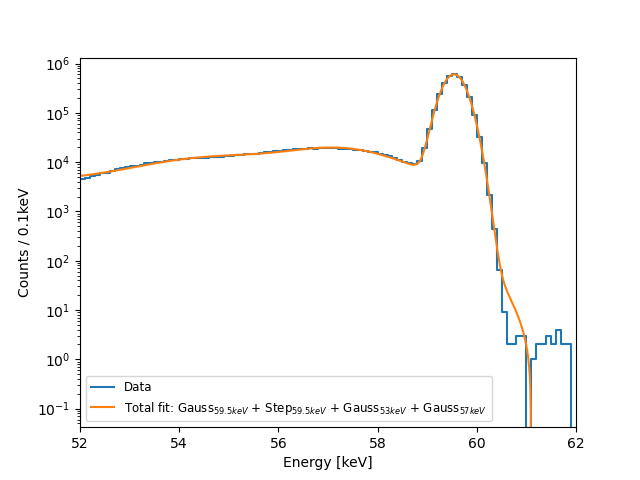 10⁶
10⁵
10⁴
10³
10²
10¹
10⁰
10⁻¹
Counts / 0.1keV
Data
Total fit: Gauss₅₉.₅ₖₑᵥ + Step₅₉.₅ₖₑᵥ + Gauss₅₃ₖₑᵥ + Gauss₅₇ₖₑᵥ
52 54 56 58 60 62
Energy [keV]